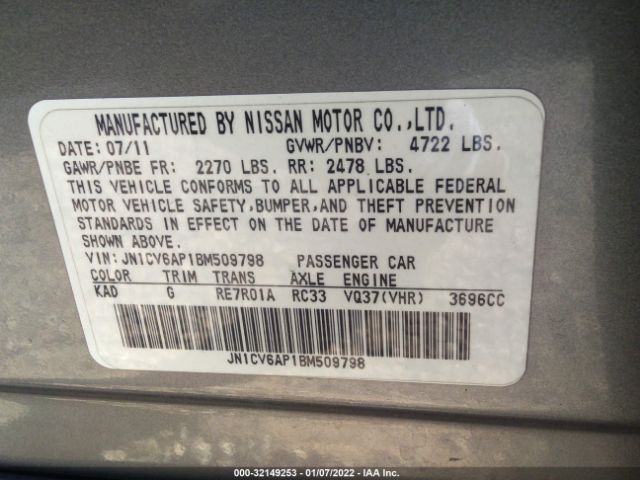 MANUFACTURED BY NISSAN MOTOR CO.,LTD.
DATE: 07/11 GVWR/PNBV: 4722 LBS.
GAWR/PNBE FR: 2270 LBS. RR: 2478 LBS.
THIS VEHICLE CONFORMS TO ALL APPLICABLE FEDERAL
MOTOR VEHICLE SAFETY,BUMPER,AND THEFT PREVENTION
STANDARDS IN EFFECT ON THE DATE OF MANUFACTURE
SHOWN ABOVE.
VIN: JN1CV6AP1BM509798 PASSENGER CAR
COLOR TRIM TRANS AXLE ENGINE
KAD G RE7R01A RC33 VQ37(VHR) 3696CC
JN1CV6AP1BM509798
000-32149253 - 01/07/2022 - IAA Inc.